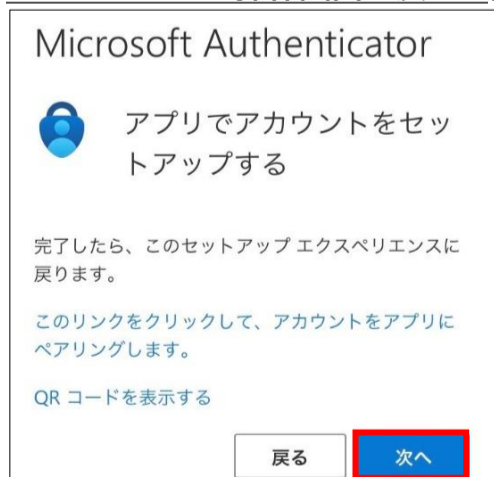 Microsoft Authenticator
アプリでアカウントをセッ
トアップする
完了したら、このセットアップ エクスペリエンスに
戻ります。
このリンクをクリックして、アカウントをアプリに
ペアリングします。
QR コードを表示する
戻る
次へ